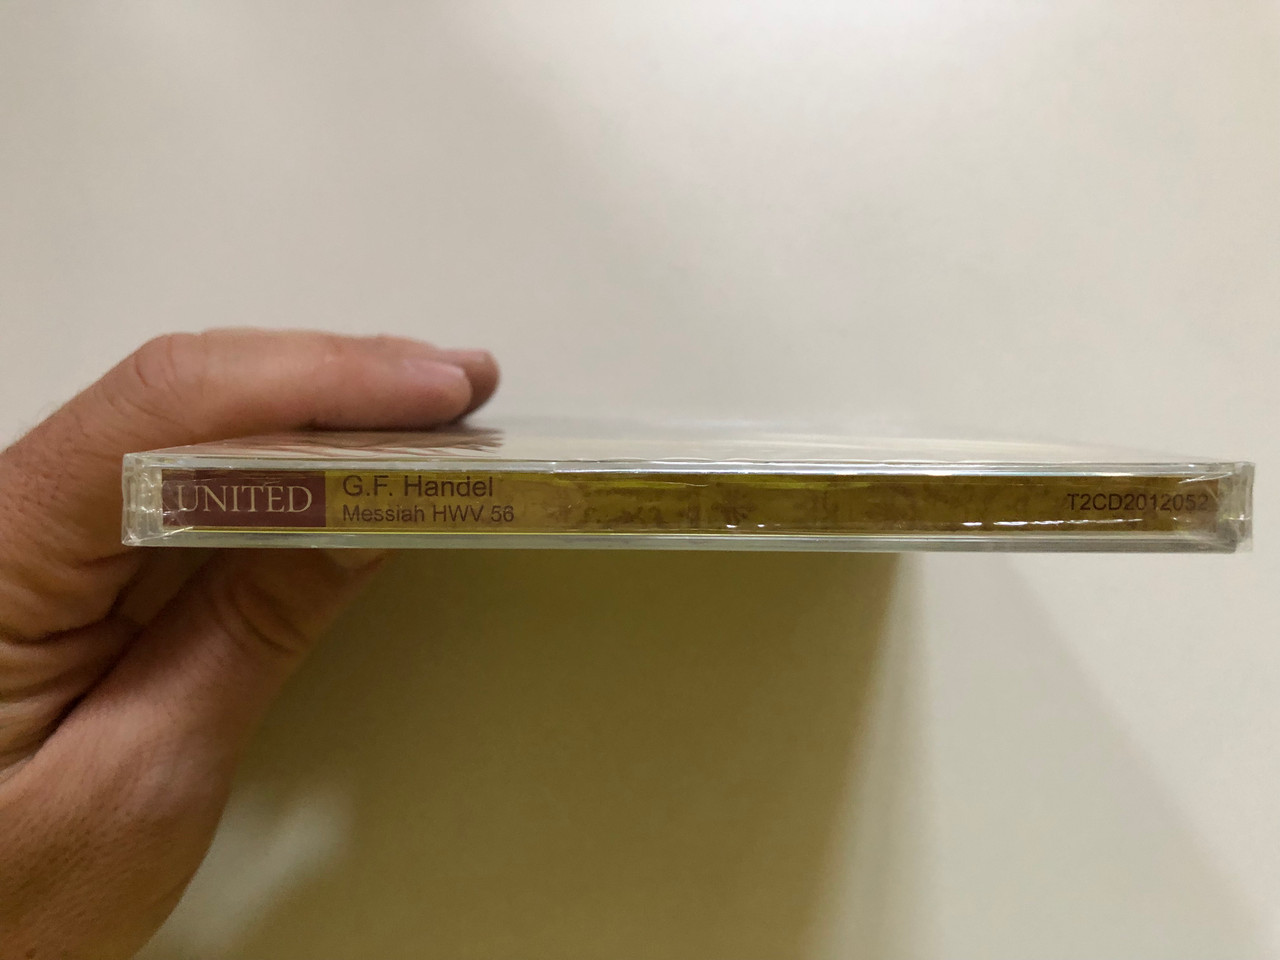 UNITED
G.F. Handel
Messiah HWV 56
T2CD2012052